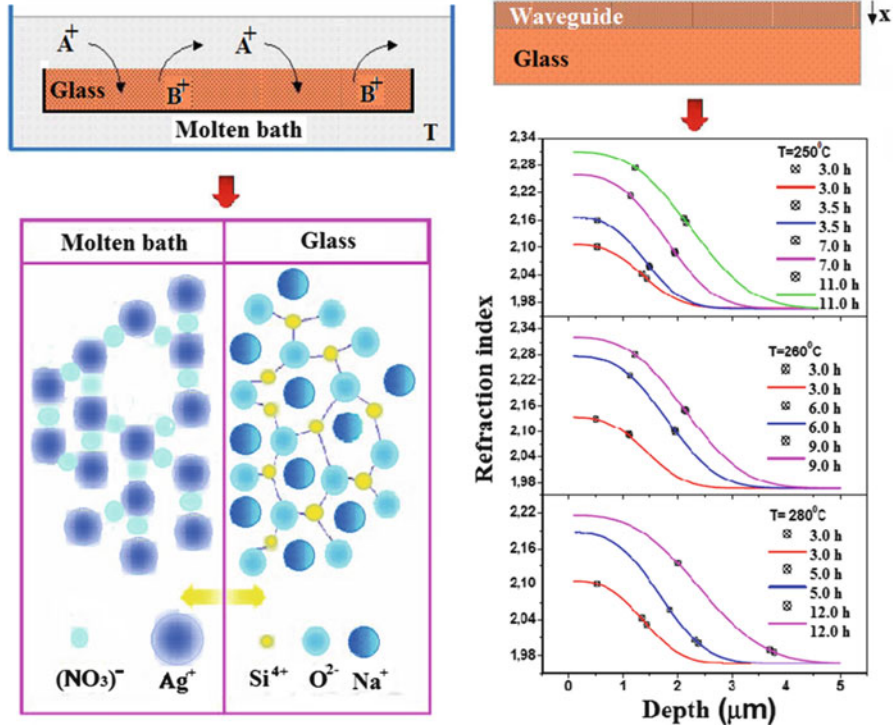 A+ A+
Glass B+ B+
Molten bath T
Molten bath Glass
(NO3)− Ag+ Si4+ O2- Na+
Waveguide x
Glass
Refraction index
2,34
2,28
2,22
2,16
2,10
2,04
1,98
T=250⁰C
3.0 h
3.0 h
3.5 h
3.5 h
7.0 h
7.0 h
11.0 h
11.0 h
2,34
2,28
2,22
2,16
2,10
2,04
1,98
T=260⁰C
3.0 h
3.0 h
6.0 h
6.0 h
9.0 h
9.0 h
2,22
2,16
2,10
2,04
1,98
T= 280⁰C
3.0 h
3.0 h
5.0 h
5.0 h
12.0 h
12.0 h
0 1 2 3 4 5
Depth (μm)